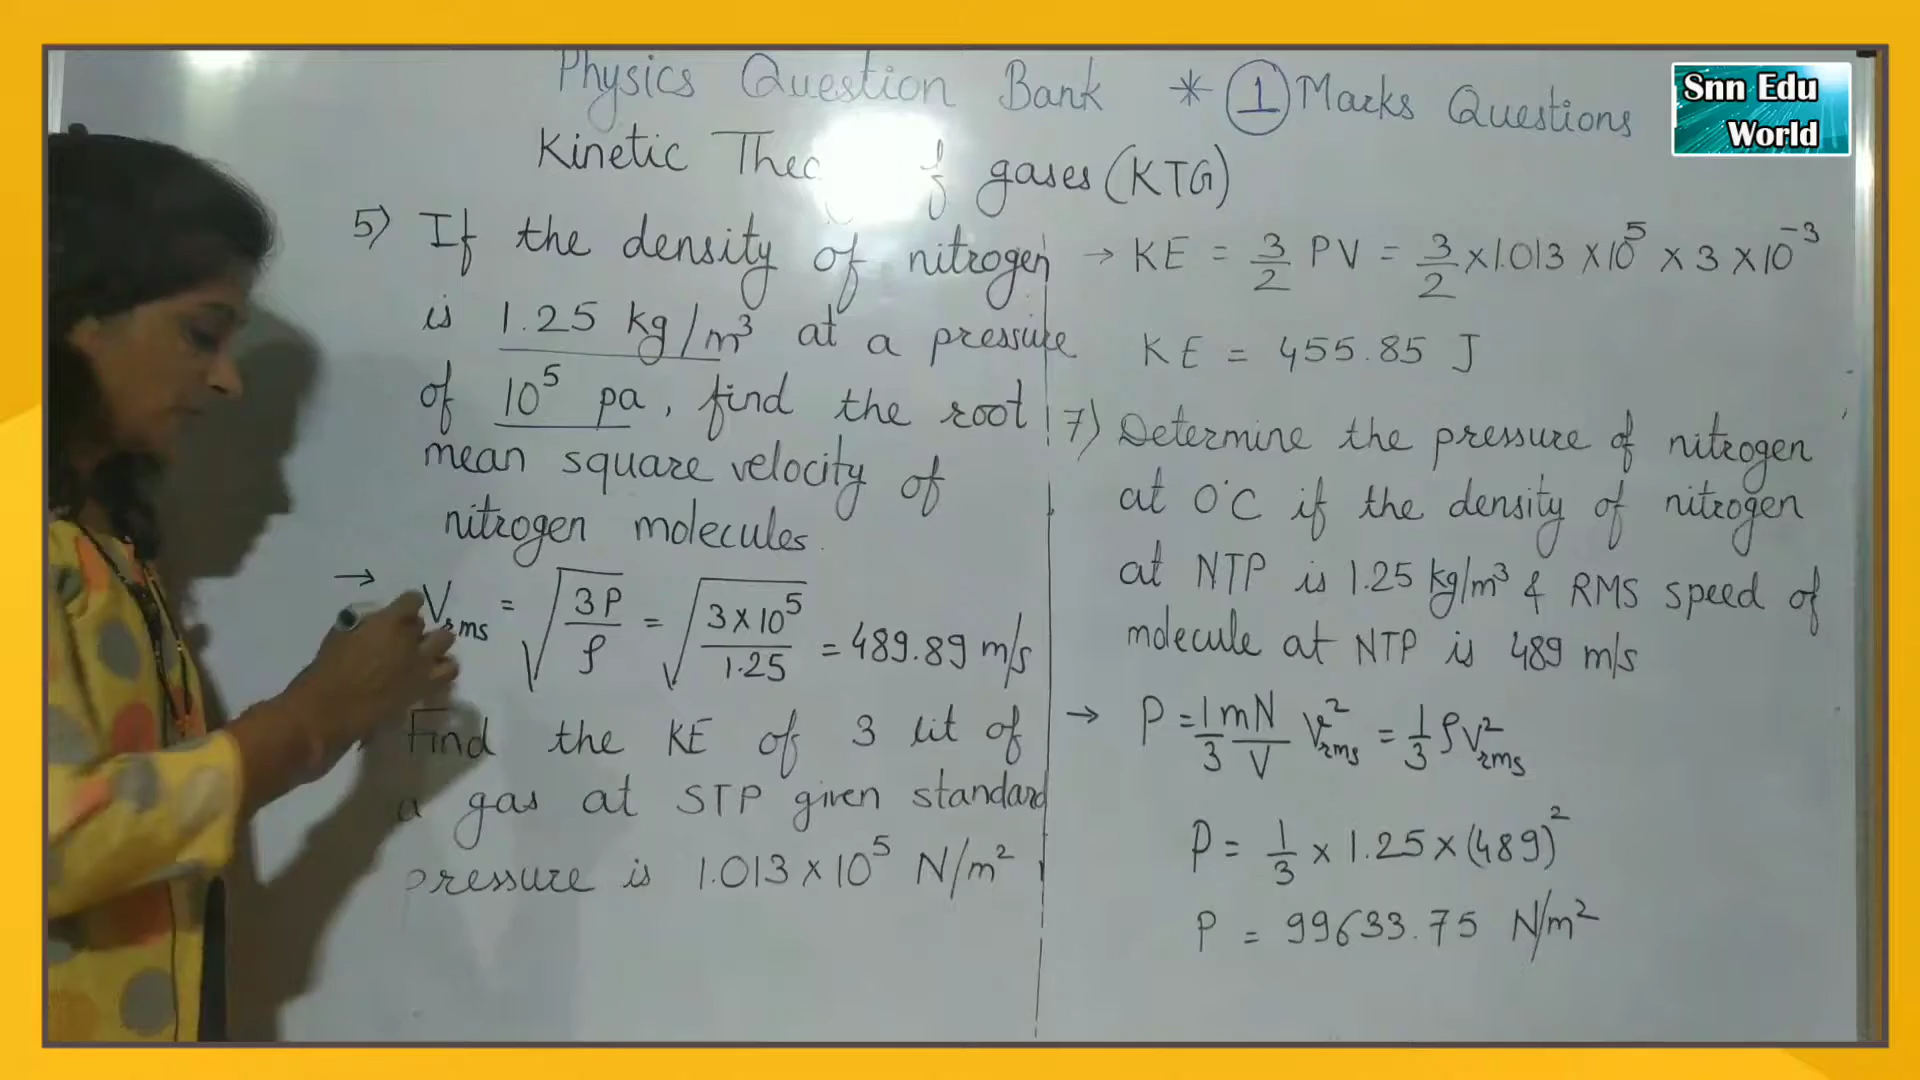 Physics Question Bank * ① Marks Questions
Snn Edu
World
Kinetic of gases (KTG)
5) If the density of nitrogen
is 1.25 kg/m³ at a pressure
of 10⁵ pa, find the root
mean square velocity of
nitrogen molecules.
→ Vrms = √(3P/ρ) = √(3×10⁵/1.25) = 489.89 m/s
Find the KE of 3 lit of
a gas at STP given standard
pressure is 1.013 × 10⁵ N/m²
→ KE = 3/2 PV = 3/2 × 1.013 × 10⁵ × 3 × 10⁻³
KE = 455.85 J
7) Determine the pressure of nitrogen
at 0°C if the density of nitrogen
at NTP is 1.25 kg/m³ & RMS speed of
molecule at NTP is 489 m/s
→ P = 1/3 mN/V V²rms = 1/3 ρV²rms
P = 1/3 × 1.25 × (489)²
P = 99633.75 N/m²